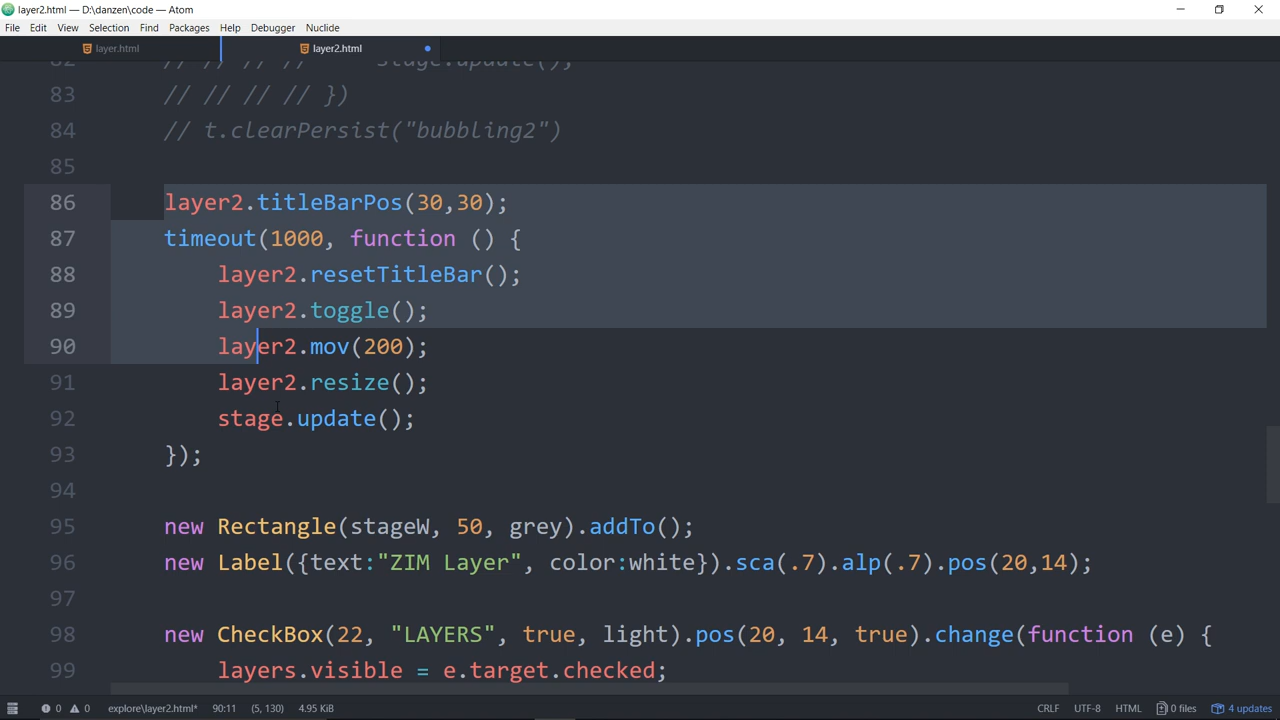 layer2.html — D:\danzen\code — Atom
File Edit View Selection Find Packages Help Debugger Nuclide
layer.html layer2.html
82 // // // // stage.update();
83 // // // // })
84 // t.clearPersist("bubbling2")
85
86 layer2.titleBarPos(30,30);
87 timeout(1000, function () {
88 layer2.resetTitleBar();
89 layer2.toggle();
90 layer2.mov(200);
91 layer2.resize();
92 stage.update();
93 });
94
95 new Rectangle(stageW, 50, grey).addTo();
96 new Label({text:"ZIM Layer", color:white}).sca(.7).alp(.7).pos(20,14);
97
98 new CheckBox(22, "LAYERS", true, light).pos(20, 14, true).change(function (e) {
99 layers.visible = e.target.checked;
0 0 explore\layer2.html* 90:11 (5, 130) 4.95 KiB CRLF UTF-8 HTML 0 files 4 updates